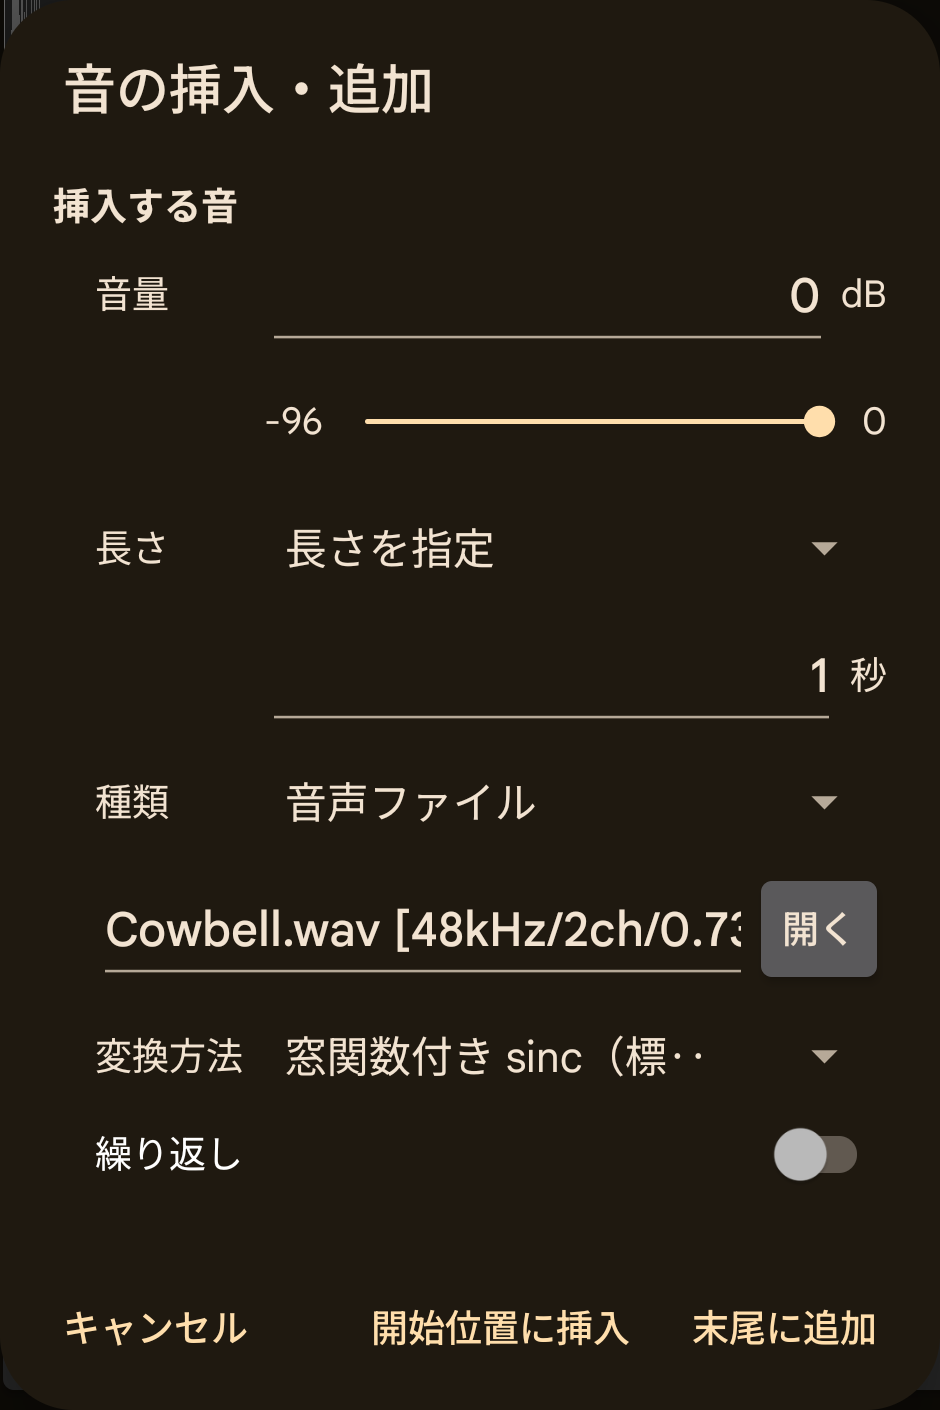 音の挿入・追加
挿入する音
音量 0 dB
-96 0
長さ 長さを指定
1 秒
種類 音声ファイル
Cowbell.wav [48kHz/2ch/0.73 開く
変換方法 窓関数付き sinc（標‥
繰り返し
キャンセル 開始位置に挿入 末尾に追加